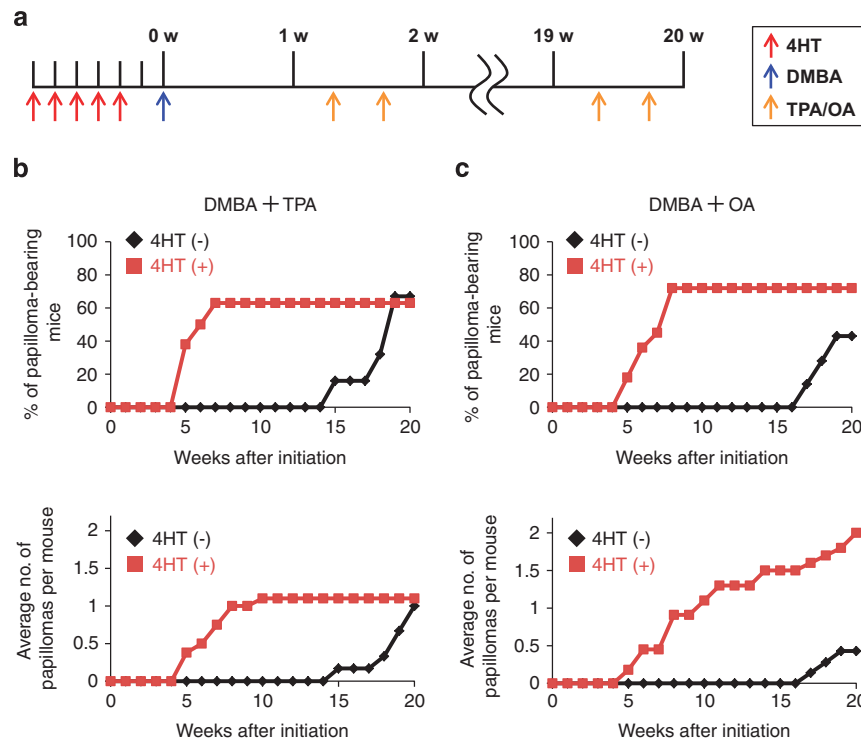 a
0 w 1 w 2 w 19 w 20 w
4HT
DMBA
TPA/OA
b
DMBA + TPA
4HT (-)
4HT (+)
% of papilloma-bearing
mice
100
80
60
40
20
0
0 5 10 15 20
Weeks after initiation
4HT (-)
4HT (+)
Average no. of
papillomas per mouse
2
1.5
1
0.5
0
0 5 10 15 20
Weeks after initiation
c
DMBA + OA
4HT (-)
4HT (+)
% of papilloma-bearing
mice
100
80
60
40
20
0
0 5 10 15 20
Weeks after initiation
4HT (-)
4HT (+)
Average no. of
papillomas per mouse
2
1.5
1
0.5
0
0 5 10 15 20
Weeks after initiation